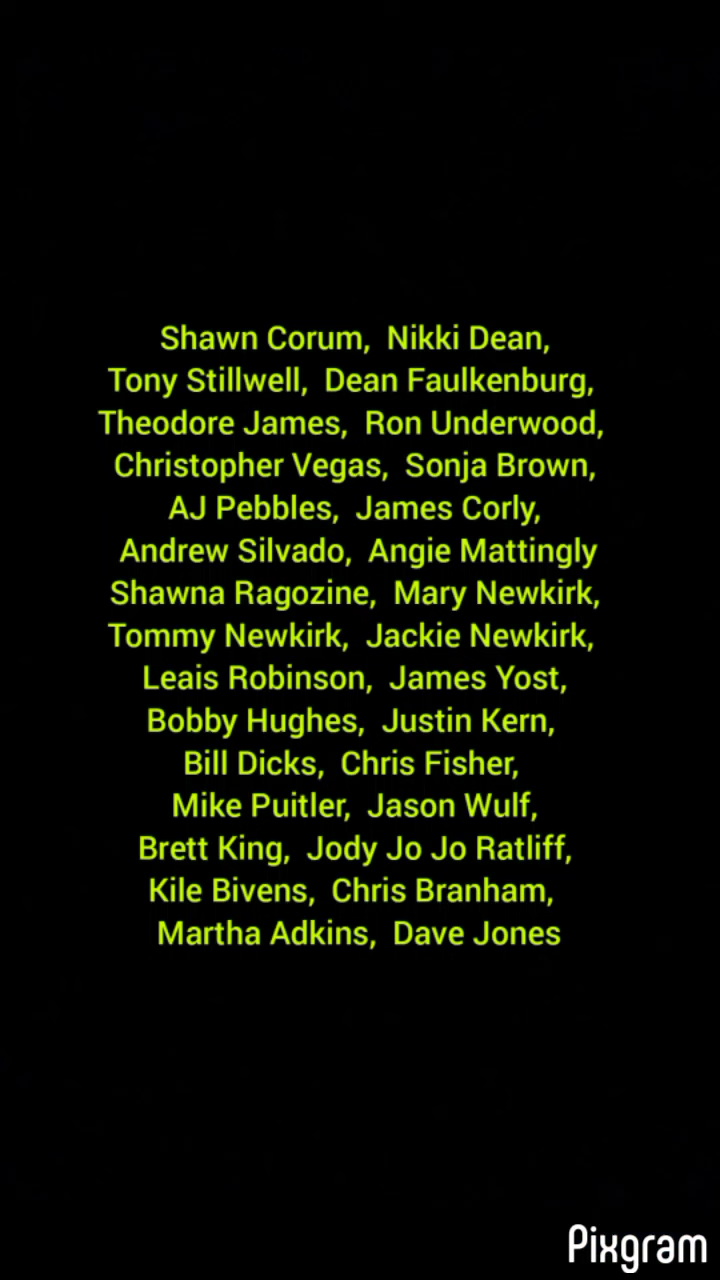 Shawn Corum,  Nikki Dean,
Tony Stillwell,  Dean Faulkenburg,
Theodore James,  Ron Underwood,
Christopher Vegas,  Sonja Brown,
AJ Pebbles,  James Corly,
Andrew Silvado,  Angie Mattingly
Shawna Ragozine,  Mary Newkirk,
Tommy Newkirk,  Jackie Newkirk,
Leais Robinson,  James Yost,
Bobby Hughes,  Justin Kern,
Bill Dicks,  Chris Fisher,
Mike Puitler,  Jason Wulf,
Brett King,  Jody Jo Jo Ratliff,
Kile Bivens,  Chris Branham,
Martha Adkins,  Dave Jones
Pixgram